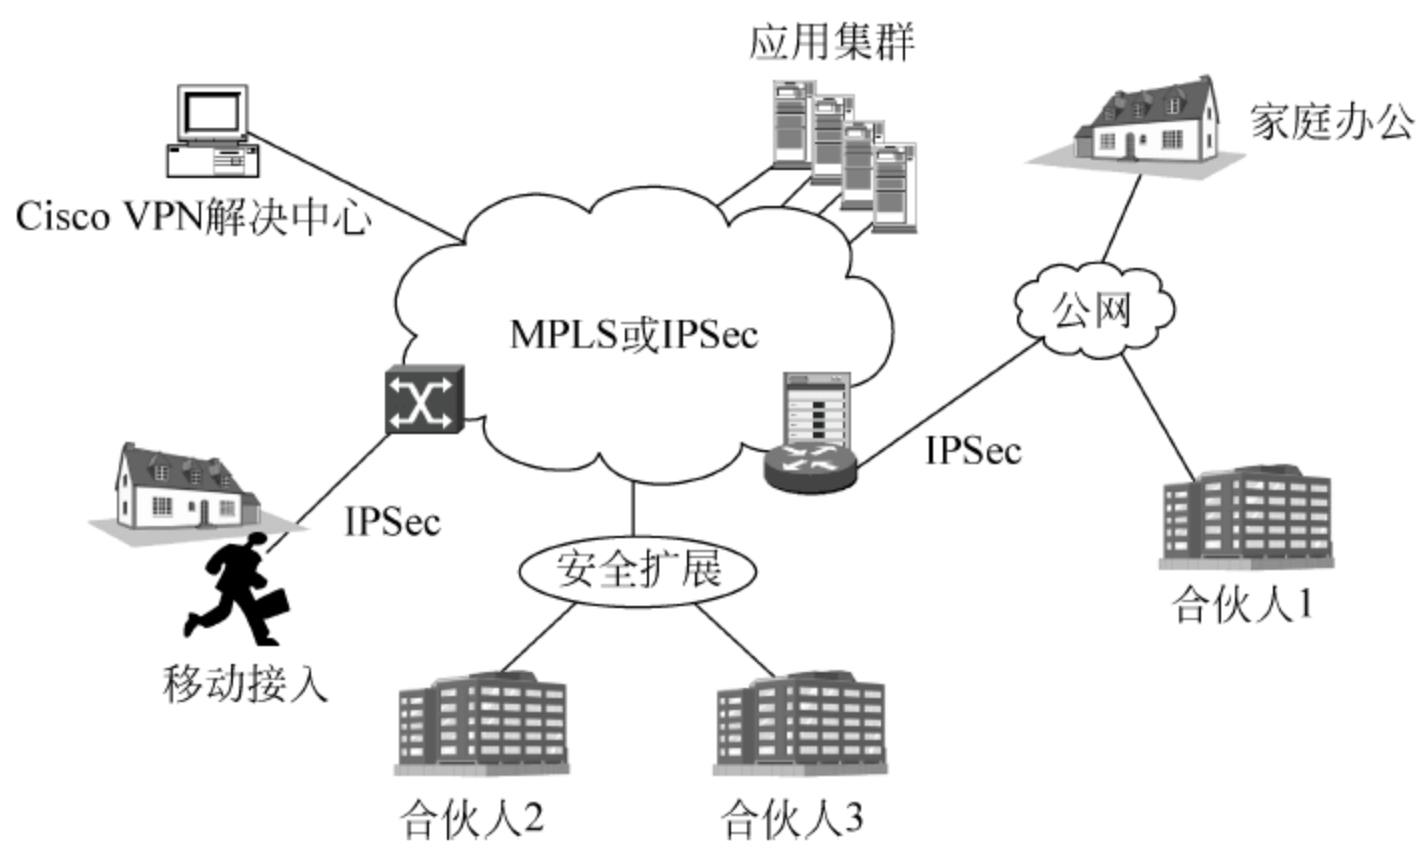 应用集群
家庭办公
Cisco VPN解决中心
公网
MPLS或IPSec
IPSec
IPSec
安全扩展
合伙人1
移动接入
合伙人2
合伙人3